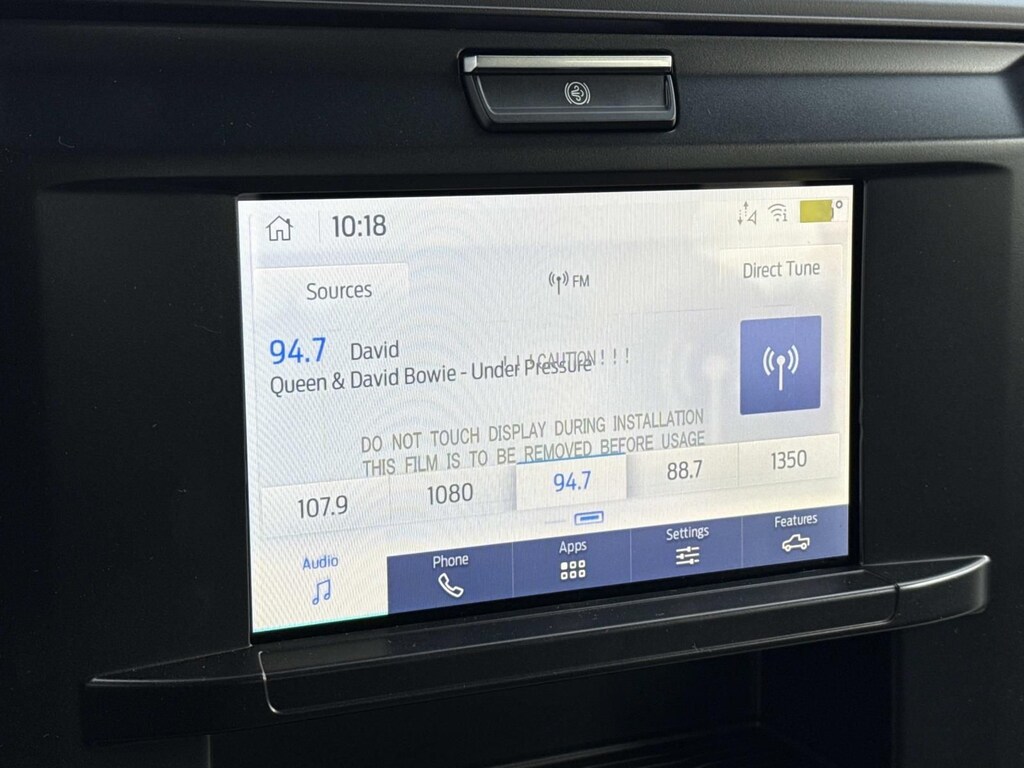 10:18
Sources
FM
Direct Tune
94.7 David
Queen & David Bowie - Under Pressure
! ! ! CAUTION ! ! !
DO NOT TOUCH DISPLAY DURING INSTALLATION
THIS FILM IS TO BE REMOVED BEFORE USAGE
107.9 1080 94.7 88.7 1350
Audio Phone Apps Settings Features